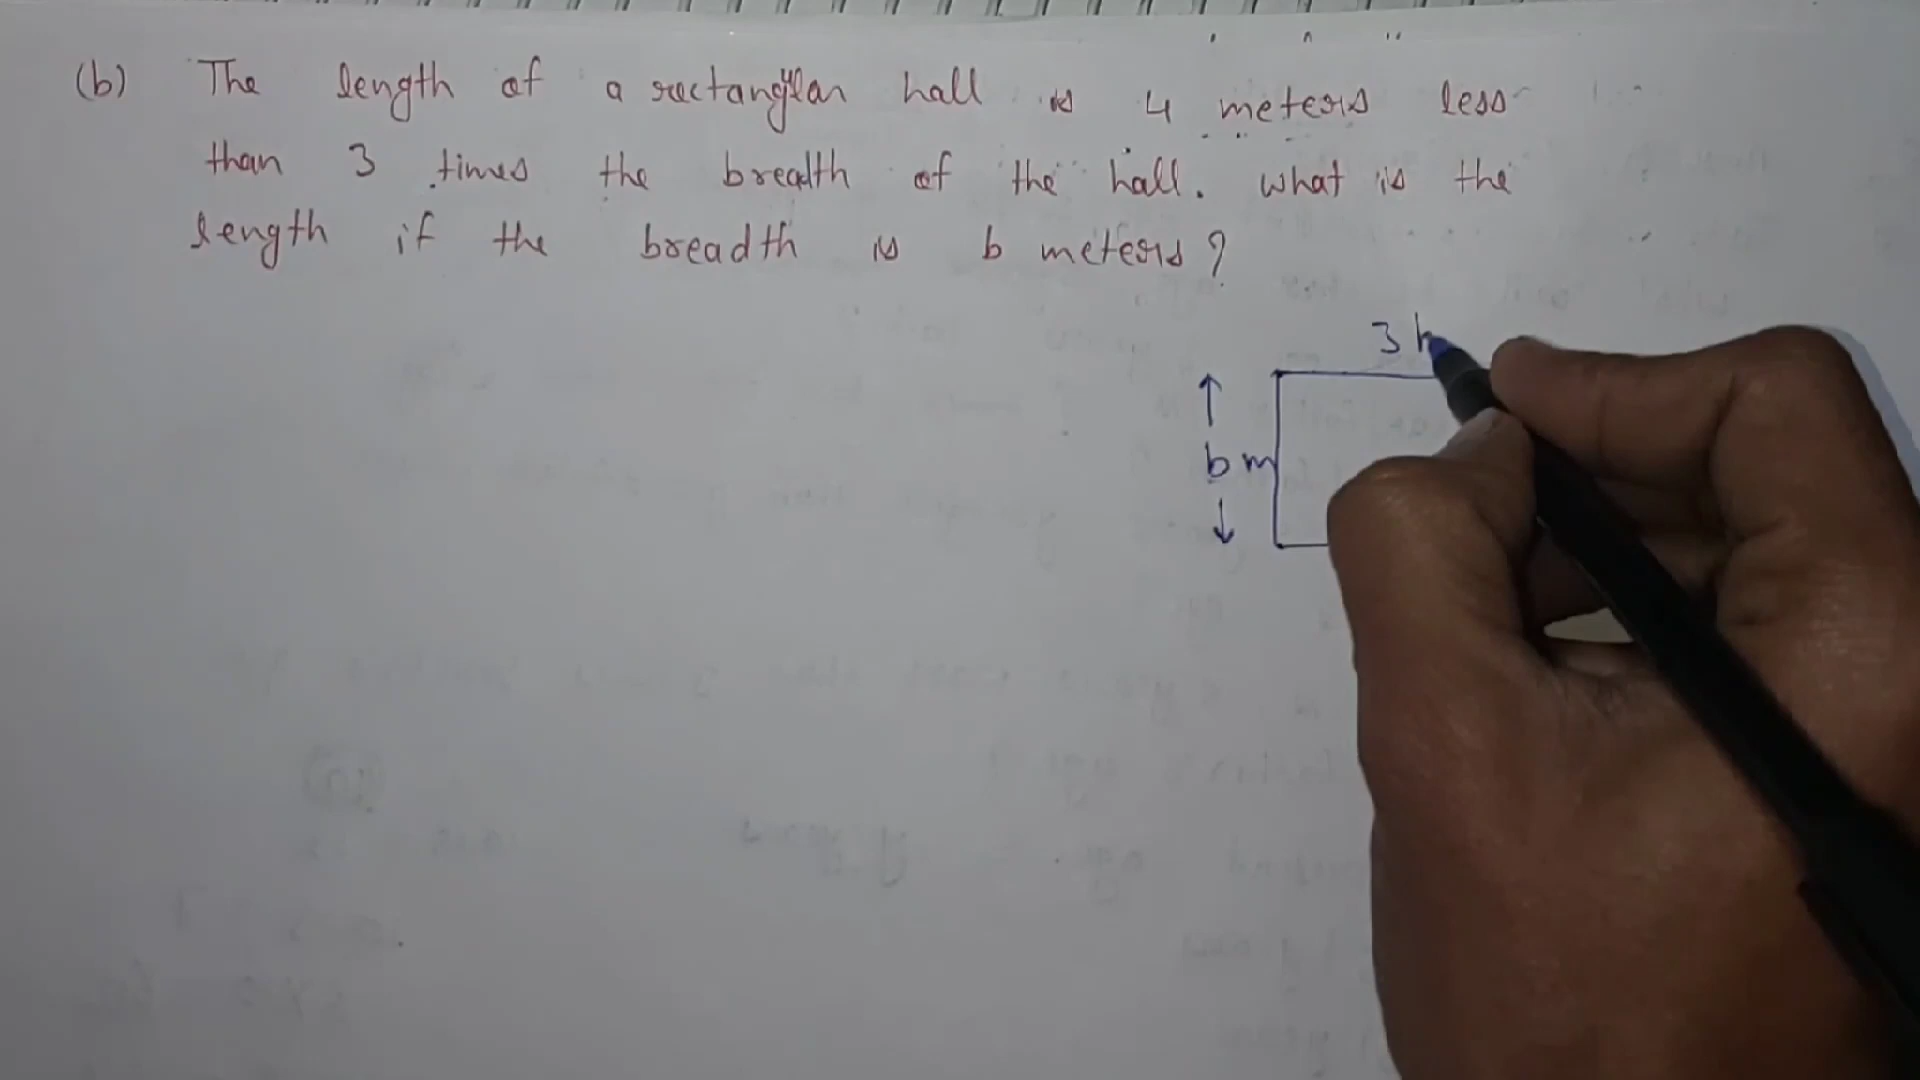 (b) The length of a rectangular hall is 4 meters less
than 3 times the breadth of the hall. What is the
length if the breadth is b meters?
3 b
b m